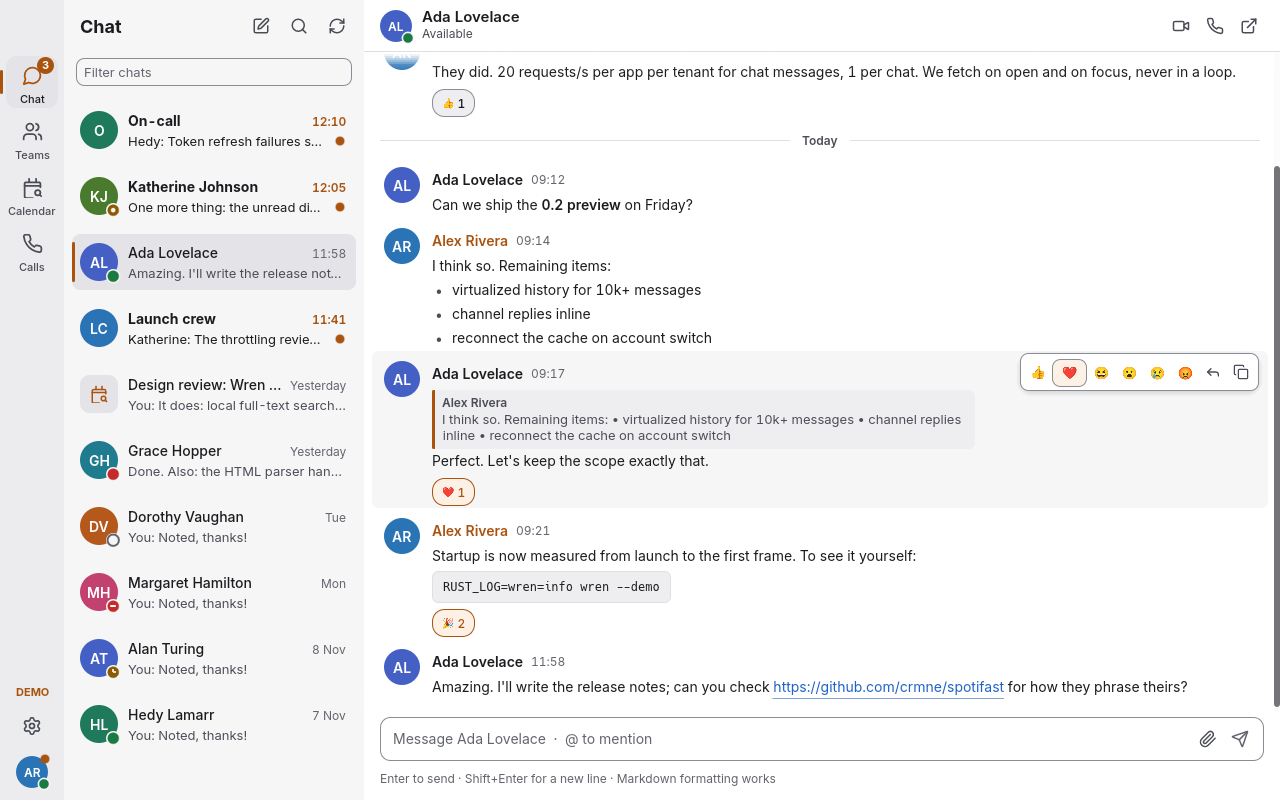 3
Chat
Teams
Calendar
Calls
DEMO
AR
Chat
Filter chats
O
On-call
12:10
Hedy: Token refresh failures s...
KJ
Katherine Johnson
12:05
One more thing: the unread di...
AL
Ada Lovelace
11:58
Amazing. I'll write the release not...
LC
Launch crew
11:41
Katherine: The throttling revie...
Design review: Wren ...
Yesterday
You: It does: local full-text search...
GH
Grace Hopper
Yesterday
Done. Also: the HTML parser han...
DV
Dorothy Vaughan
Tue
You: Noted, thanks!
MH
Margaret Hamilton
Mon
You: Noted, thanks!
AT
Alan Turing
8 Nov
You: Noted, thanks!
HL
Hedy Lamarr
7 Nov
You: Noted, thanks!
AL
Ada Lovelace
Available
They did. 20 requests/s per app per tenant for chat messages, 1 per chat. We fetch on open and on focus, never in a loop.
👍 1
Today
AL
Ada Lovelace 09:12
Can we ship the 0.2 preview on Friday?
AR
Alex Rivera 09:14
I think so. Remaining items:
• virtualized history for 10k+ messages
• channel replies inline
• reconnect the cache on account switch
AL
Ada Lovelace 09:17
👍 ❤️ 😆 😮 😢 😡
Alex Rivera
I think so. Remaining items: • virtualized history for 10k+ messages • channel replies
inline • reconnect the cache on account switch
Perfect. Let's keep the scope exactly that.
❤️ 1
AR
Alex Rivera 09:21
Startup is now measured from launch to the first frame. To see it yourself:
RUST_LOG=wren=info wren --demo
🎉 2
AL
Ada Lovelace 11:58
Amazing. I'll write the release notes; can you check https://github.com/crmne/spotifast for how they phrase theirs?
Message Ada Lovelace · @ to mention
Enter to send · Shift+Enter for a new line · Markdown formatting works